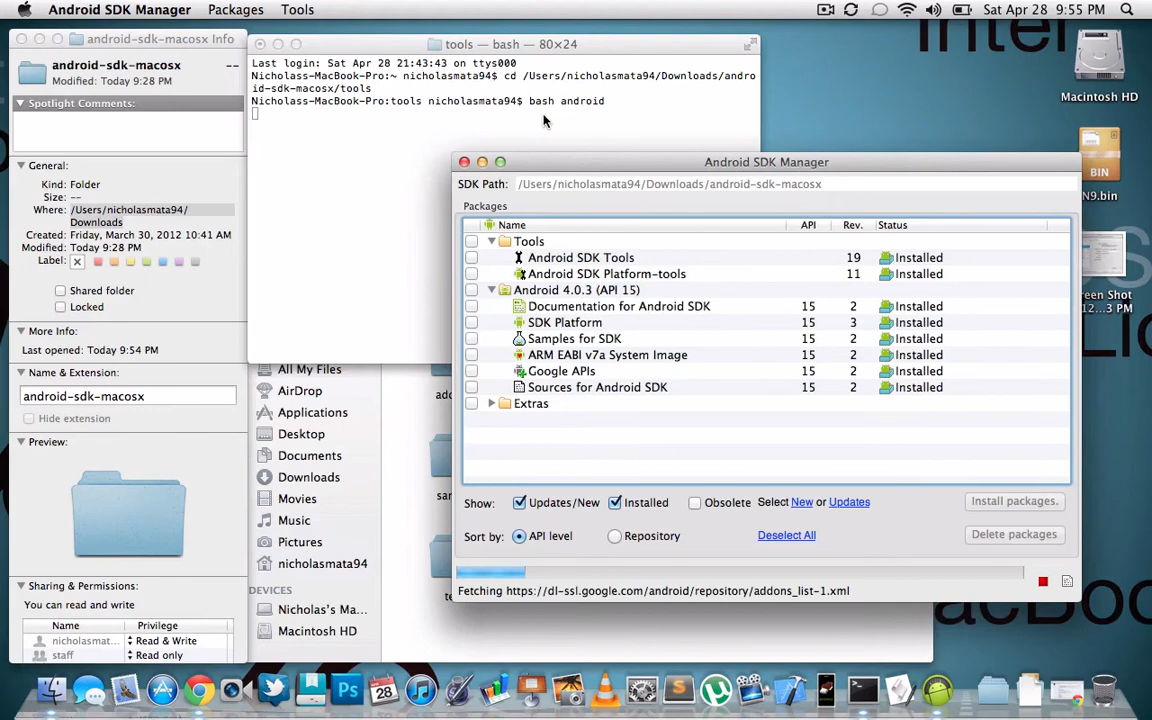 Android SDK Manager Packages Tools Sat Apr 28 9:55 PM
android-sdk-macosx Info
android-sdk-macosx --
Modified: Today 9:28 PM
Spotlight Comments:
General:
Kind: Folder
Size: --
Where: /Users/nicholasmata94/
Downloads
Created: Friday, March 30, 2012 10:41 AM
Modified: Today 9:28 PM
Label:
Shared folder
Locked
More Info:
Last opened: Today 9:54 PM
Name & Extension:
android-sdk-macosx
Hide extension
Preview:
Sharing & Permissions:
You can read and write
Name Privilege
nicholasmat... Read & Write
staff Read only
tools — bash — 80×24
Last login: Sat Apr 28 21:43:43 on ttys000
Nicholass-MacBook-Pro:~ nicholasmata94$ cd /Users/nicholasmata94/Downloads/andro
id-sdk-macosx/tools
Nicholass-MacBook-Pro:tools nicholasmata94$ bash android
All My Files
AirDrop
Applications
Desktop
Documents
Downloads
Movies
Music
Pictures
nicholasmata94
DEVICES
Nicholas's Ma...
Macintosh HD
Android SDK Manager
SDK Path: /Users/nicholasmata94/Downloads/android-sdk-macosx
Packages
Name API Rev. Status
Tools
Android SDK Tools 19 Installed
Android SDK Platform-tools 11 Installed
Android 4.0.3 (API 15)
Documentation for Android SDK 15 2 Installed
SDK Platform 15 3 Installed
Samples for SDK 15 2 Installed
ARM EABI v7a System Image 15 2 Installed
Google APIs 15 2 Installed
Sources for Android SDK 15 2 Installed
Extras
Show: Updates/New Installed Obsolete Select New or Updates Install packages.
Sort by: API level Repository Deselect All Delete packages
Fetching https://dl-ssl.google.com/android/repository/addons_list-1.xml
Macintosh HD
BIN
N9.bin
reen Shot
12...3 PM
MacBoo
Ps
28